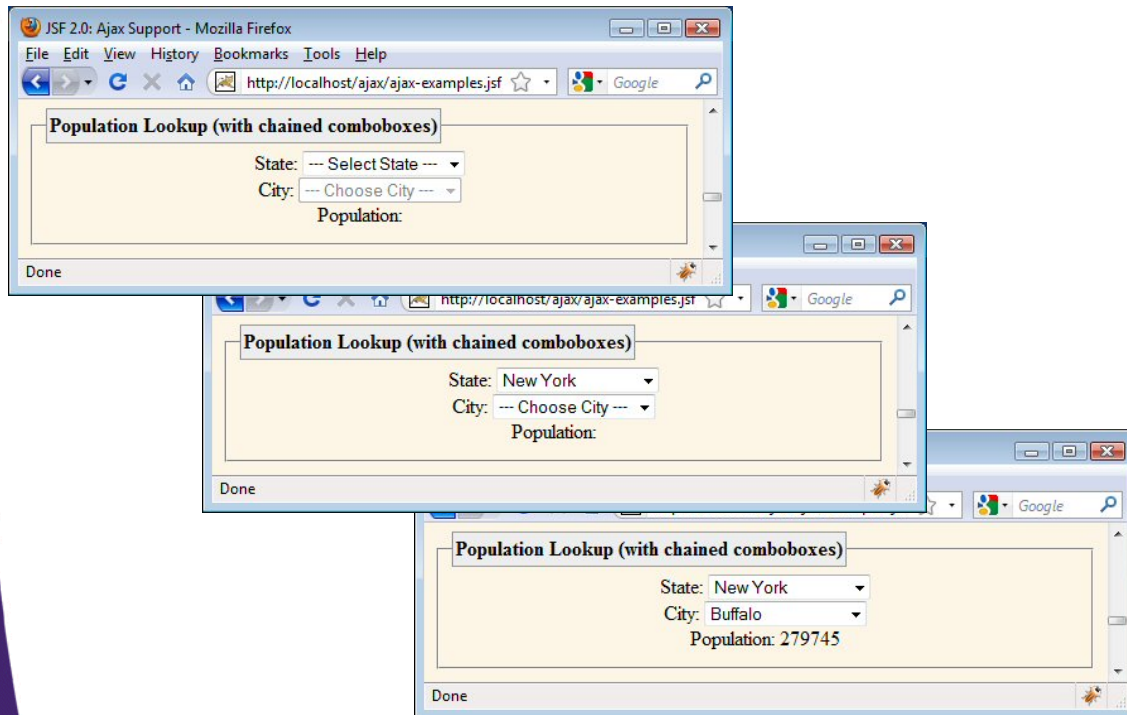 JSF 2.0: Ajax Support - Mozilla Firefox
File Edit View History Bookmarks Tools Help
http://localhost/ajax/ajax-examples.jsf Google
Population Lookup (with chained comboboxes)
State: --- Select State ---
City: --- Choose City ---
Population:
Done
http://localhost/ajax/ajax-examples.jsf Google
Population Lookup (with chained comboboxes)
State: New York
City: --- Choose City ---
Population:
Done
Google
Population Lookup (with chained comboboxes)
State: New York
City: Buffalo
Population: 279745
Done